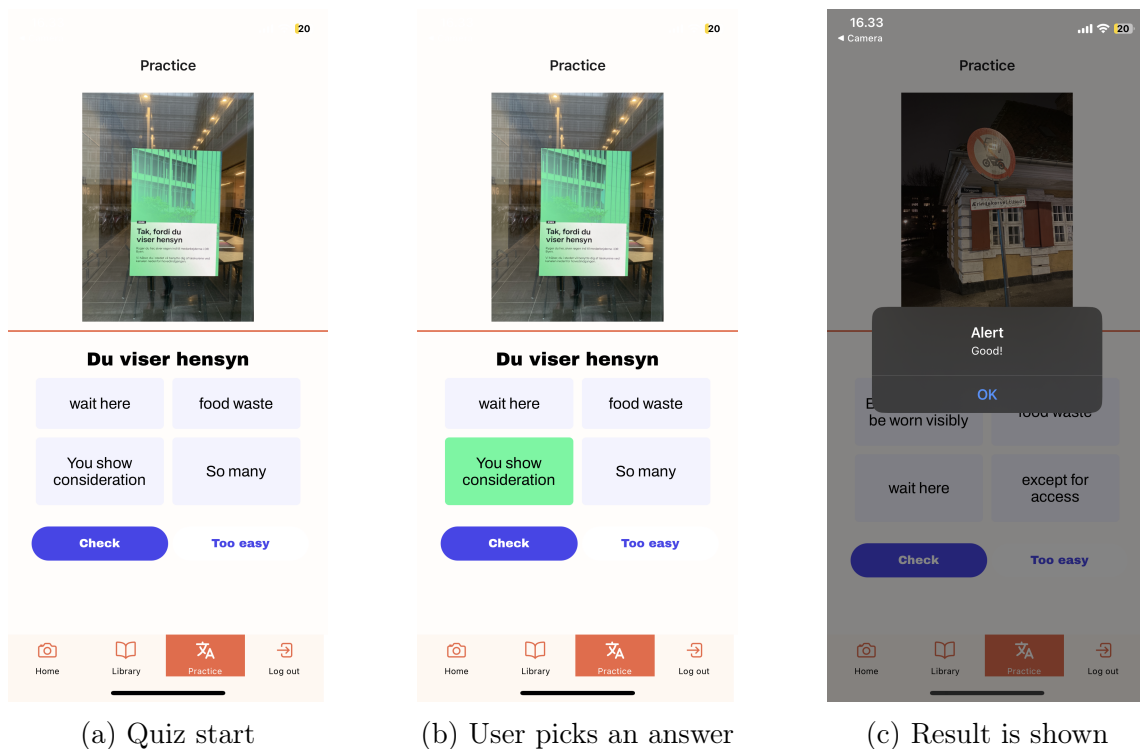 20
Practice
Tak, fordi du
viser hensyn
Du viser hensyn
wait here
food waste
You show
consideration
So many
Check
Too easy
Home
Library
Practice
Log out
(a) Quiz start
20
Practice
Tak, fordi du
viser hensyn
Du viser hensyn
wait here
food waste
You show
consideration
So many
Check
Too easy
Home
Library
Practice
Log out
(b) User picks an answer
16.33
20
◀ Camera
Practice
Alert
Good!
OK
be worn visibly
food waste
wait here
except for
access
Check
Too easy
Home
Library
Practice
Log out
(c) Result is shown